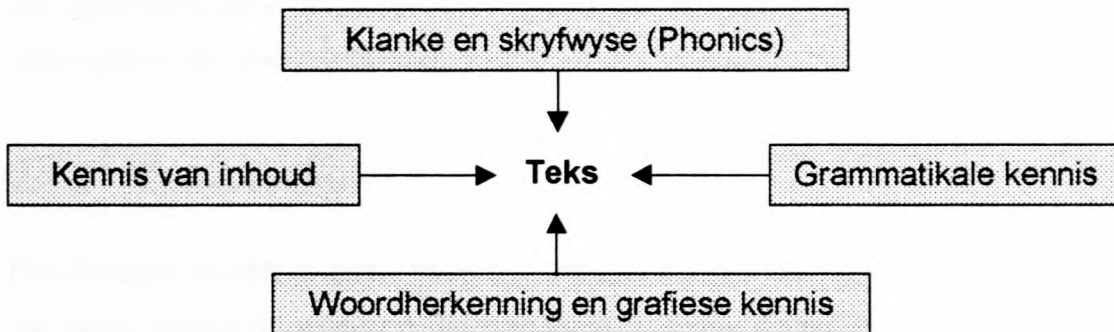 Klanke en skryfwyse (Phonics)
Kennis van inhoud
Teks
Grammatikale kennis
Woordherkenning en grafiese kennis